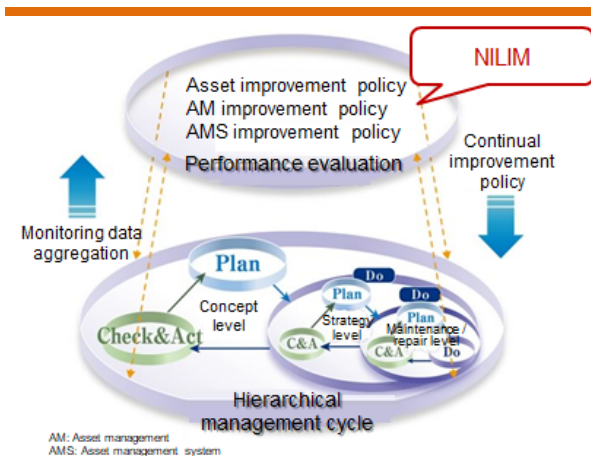 NILIM
Asset improvement policy
AM improvement policy
AMS improvement policy
Performance evaluation
Continual
improvement
policy
Monitoring data
aggregation
Plan
Do
Concept
level
Check&Act
Plan
Do
Strategy
level
C&A
Plan
Maintenance /
repair level
C&A
Do
Hierarchical
management cycle
AM: Asset management
AMS: Asset management system